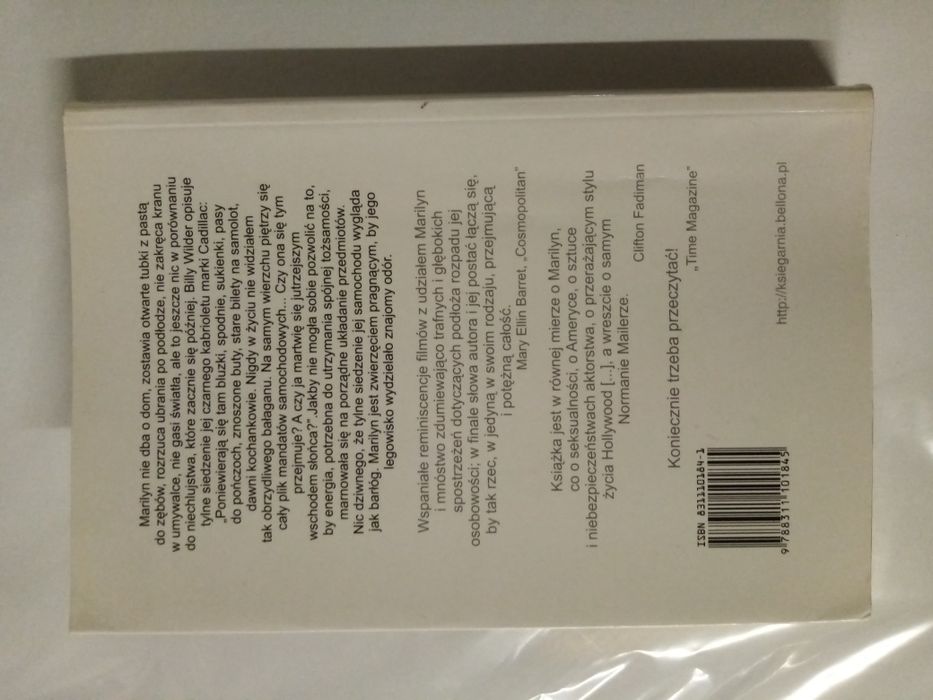 Marilyn nie dba o dom, zostawia otwarte tubki z pastą
do zębów, rozrzuca ubrania po podłodze, nie zakręca kranu
w umywalce, nie gasi światła, ale to jeszcze nic w porównaniu
do niechlujstwa, które zacznie się później. Billy Wilder opisuje
tylne siedzenie jej czarnego kabrioletu marki Cadillac:
„Poniewierają się tam bluzki, spodnie, sukienki, pasy
do pończoch, znoszone buty, stare bilety na samolot,
dawni kochankowie. Nigdy w życiu nie widziałem
tak obrzydliwego bałaganu. Na samym wierzchu piętrzy się
cały plik mandatów samochodowych... Czy ona się tym
przejmuje? A czy ja martwię się jutrzejszym
wschodem słońca?". Jakby nie mogła sobie pozwolić na to,
by energia, potrzebna do utrzymania spójnej tożsamości,
marnowała się na porządne układanie przedmiotów.
Nic dziwnego, że tylne siedzenie jej samochodu wygląda
jak barłóg. Marilyn jest zwierzęciem pragnącym, by jego
legowisko wydzielało znajomy odór.
Wspaniałe reminiscencje filmów z udziałem Marilyn
i mnóstwo zdumiewająco trafnych i głębokich
spostrzeżeń dotyczących podłoża rozpadu jej
osobowości; w finale słowa autora i jej postać łączą się,
by tak rzec, w jedyną w swoim rodzaju, przejmującą
i potężną całość.
Mary Ellin Barret, „Cosmopolitan"
Książka jest w równej mierze o Marilyn,
co o seksualności, o Ameryce, o sztuce
i niebezpieczeństwach aktorstwa, o przerażającym stylu
życia Hollywood [...], a wreszcie o samym
Normanie Mailerze.
Clifton Fadiman
Koniecznie trzeba przeczytać!
„Time Magazine"
ISBN 831110184-1
9 788311 101845
http://ksiegarnia.bellona.pl